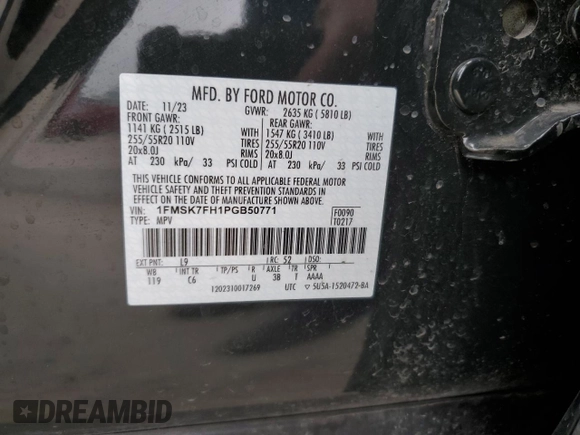 MFD. BY FORD MOTOR CO.
DATE: 11/23 GVWR: 2635 KG ( 5810 LB)
FRONT GAWR: REAR GAWR:
1141 KG ( 2515 LB) WITH 1547 KG ( 3410 LB) WITH
255/55R20 110V TIRES 255/55R20 110V TIRES
20x8.0J RIMS 20x8.0J RIMS
AT 230 kPa/ 33 PSI COLD AT 230 kPa/ 33 PSI COLD
THIS VEHICLE CONFORMS TO ALL APPLICABLE FEDERAL MOTOR
VEHICLE SAFETY AND THEFT PREVENTION STANDARDS IN
EFFECT ON THE DATE OF MANUFACTURE SHOWN ABOVE.
VIN: 1FMSK7FH1PGB50771 F0090
TYPE: MPV T0217
EXT PNT: L9 RC: 52 DSO:
WB INT TR TP/PS R AXLE TR SPR
119 C6 U 3B T AAAA
1202310017269 UTC 5U5A-1520472-BA
DREAMBID